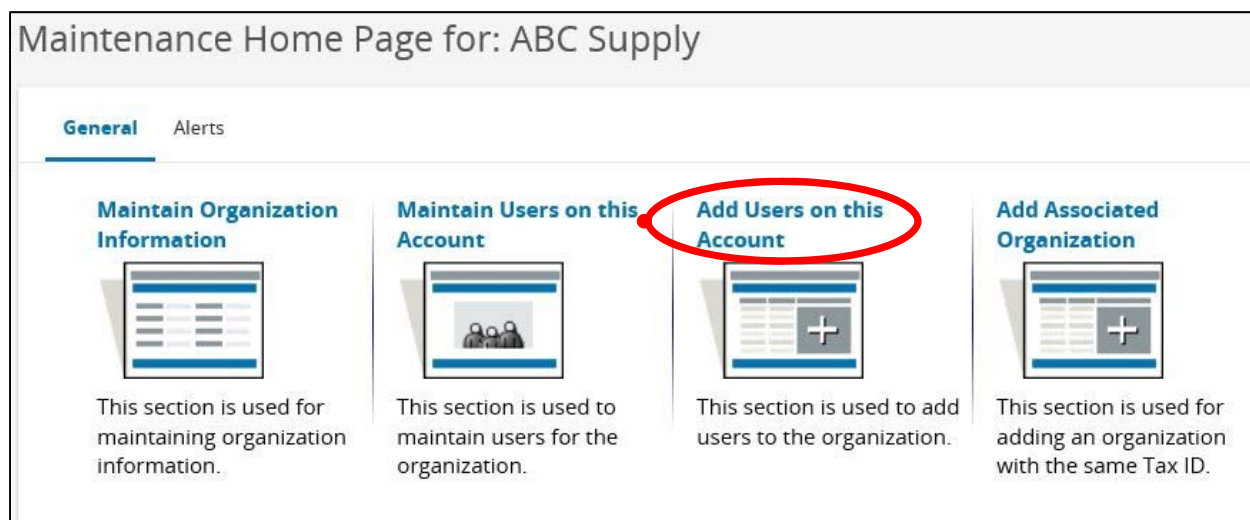 Maintenance Home Page for: ABC Supply
General Alerts
Maintain Organization
Information
This section is used for
maintaining organization
information.
Maintain Users on this
Account
This section is used to
maintain users for the
organization.
Add Users on this
Account
This section is used to add
users to the organization.
Add Associated
Organization
This section is used for
adding an organization
with the same Tax ID.